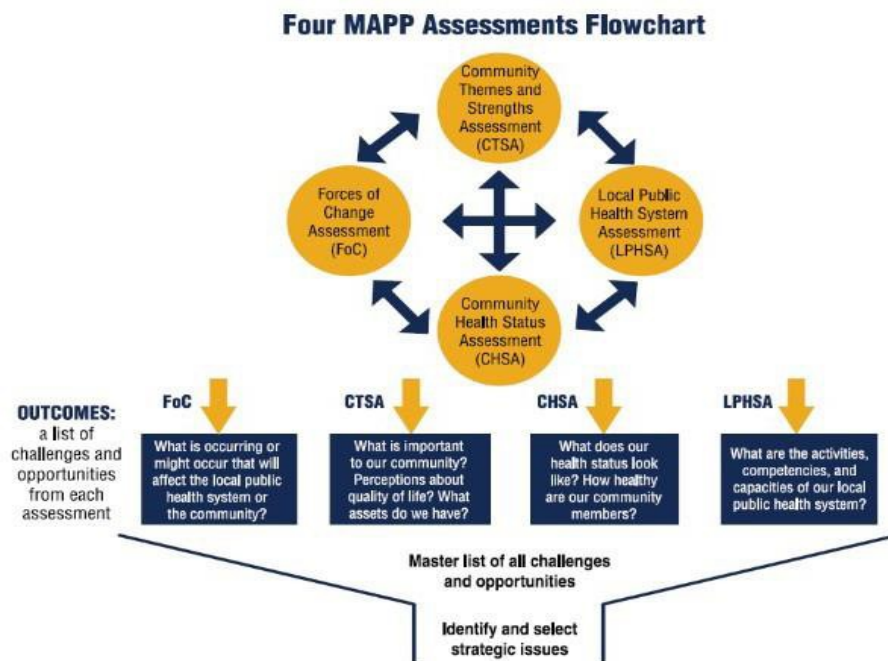 Four MAPP Assessments Flowchart
Community
Themes and
Strengths
Assessment
(CTSA)
Forces of
Change
Assessment
(FoC)
Local Public
Health System
Assessment
(LPHSA)
Community
Health Status
Assessment
(CHSA)
OUTCOMES:
a list of
challenges and
opportunities
from each
assessment
FoC
What is occurring or
might occur that will
affect the local public
health system or
the community?
CTSA
What is important
to our community?
Perceptions about
quality of life? What
assets do we have?
CHSA
What does our
health status look
like? How healthy
are our community
members?
LPHSA
What are the activities,
competencies, and
capacities of our local
public health system?
Master list of all challenges
and opportunities
Identify and select
strategic issues